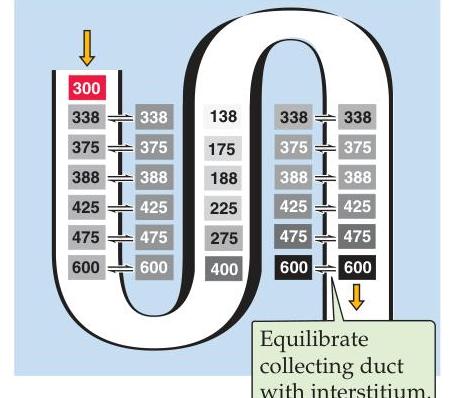 300
338 338 138 338 338
375 375 175 375 375
388 388 188 388 388
425 425 225 425 425
475 475 275 475 475
600 600 400 600 600
Equilibrate
collecting duct
with interstitium.